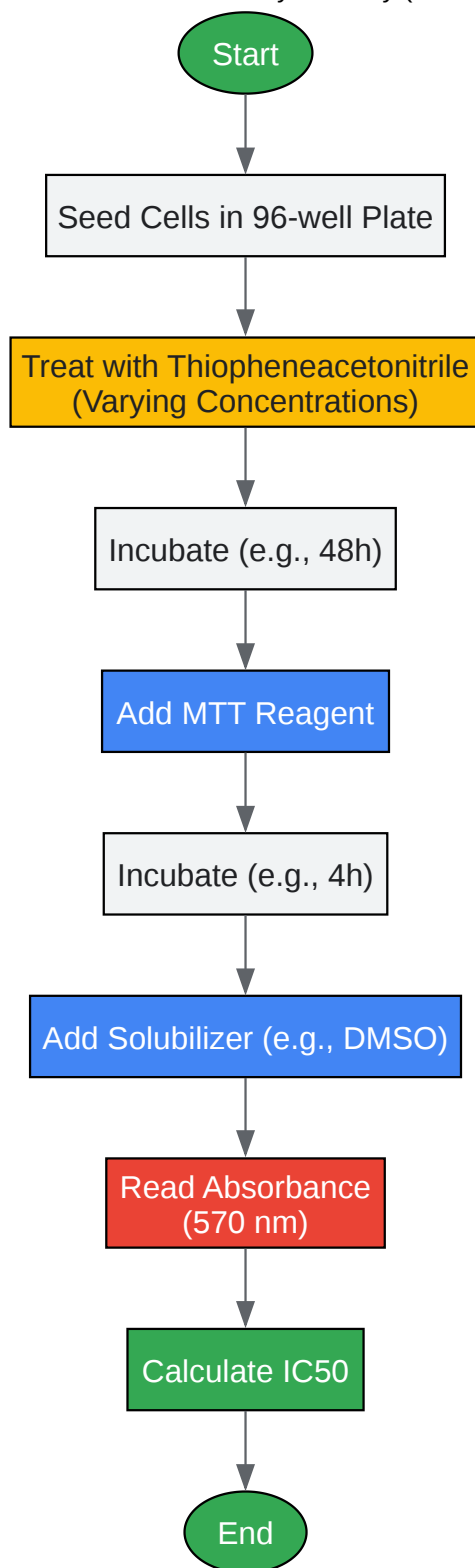 Start
Seed Cells in 96-well Plate
Treat with Thiopheneacetonitrile
(Varying Concentrations)
Incubate (e.g., 48h)
Add MTT Reagent
Incubate (e.g., 4h)
Add Solubilizer (e.g., DMSO)
Read Absorbance
(570 nm)
Calculate IC50
End